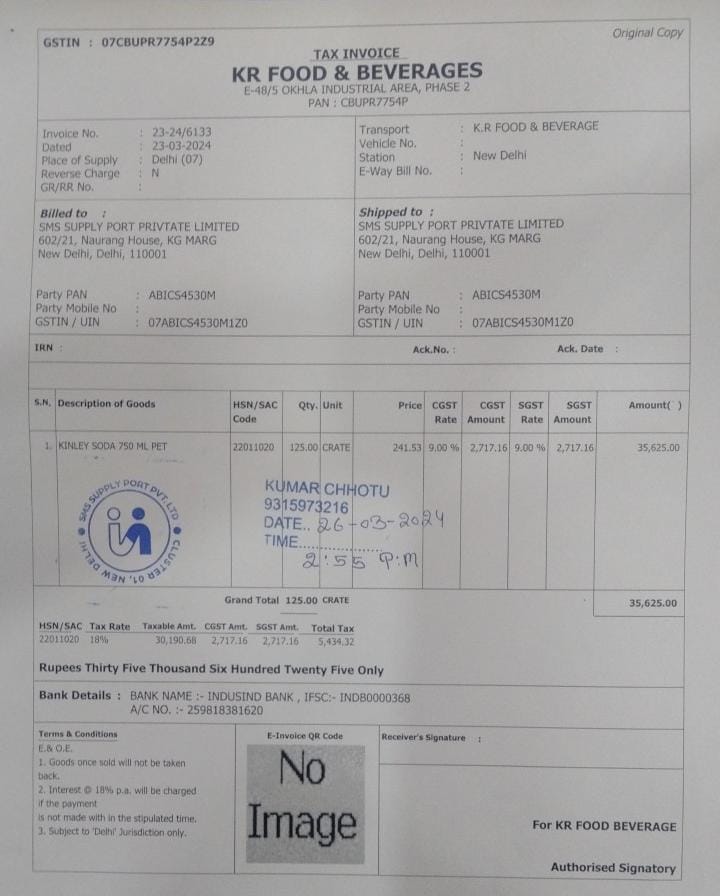 Original Copy
GSTIN : 07CBUPR7754P2Z9
TAX INVOICE
KR FOOD & BEVERAGES
E-48/5 OKHLA INDUSTRIAL AREA, PHASE 2
PAN : CBUPR7754P
Invoice No. : 23-24/6133
Dated : 23-03-2024
Place of Supply : Delhi (07)
Reverse Charge : N
GR/RR No. :
Transport : K.R FOOD & BEVERAGE
Vehicle No. :
Station : New Delhi
E-Way Bill No. :
Billed to :
SMS SUPPLY PORT PRIVTATE LIMITED
602/21, Naurang House, KG MARG
New Delhi, Delhi, 110001
Party PAN : ABICS4530M
Party Mobile No :
GSTIN / UIN : 07ABICS4530M1Z0
Shipped to :
SMS SUPPLY PORT PRIVTATE LIMITED
602/21, Naurang House, KG MARG
New Delhi, Delhi, 110001
Party PAN : ABICS4530M
Party Mobile No :
GSTIN / UIN : 07ABICS4530M1Z0
IRN : Ack.No. : Ack. Date :
S.N. Description of Goods HSN/SAC Code Qty. Unit Price CGST Rate CGST Amount SGST Rate SGST Amount Amount( )
1. KINLEY SODA 750 ML PET 22011020 125.00 CRATE 241.53 9.00 % 2,717.16 9.00 % 2,717.16 35,625.00
SMS SUPPLY PORT PVT. LTD
CLUSTER 01, NEW DELHI
KUMAR CHHOTU
9315973216
DATE.. 26-03-2024
TIME..................
2:55 P:M
Grand Total 125.00 CRATE 35,625.00
HSN/SAC Tax Rate Taxable Amt. CGST Amt. SGST Amt. Total Tax
22011020 18% 30,190.68 2,717.16 2,717.16 5,434.32
Rupees Thirty Five Thousand Six Hundred Twenty Five Only
Bank Details : BANK NAME :- INDUSIND BANK , IFSC:- INDB0000368
A/C NO. :- 259818381620
Terms & Conditions
E.& O.E.
1. Goods once sold will not be taken
back.
2. Interest @ 18% p.a. will be charged
if the payment
is not made with in the stipulated time.
3. Subject to 'Delhi' Jurisdiction only.
E-Invoice QR Code
No
Image
Receiver's Signature :
For KR FOOD BEVERAGE
Authorised Signatory